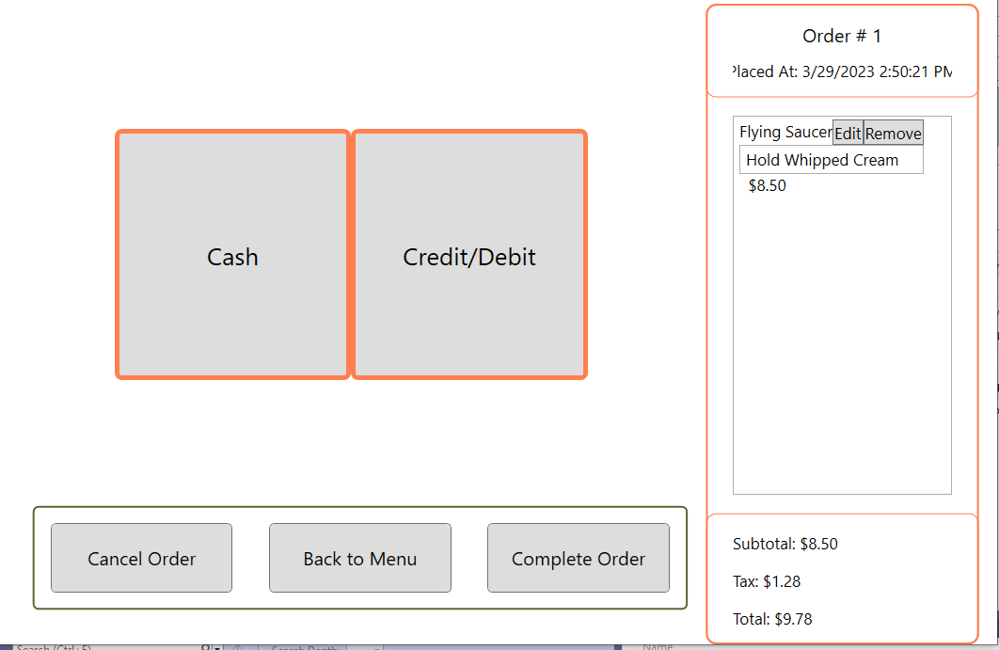 Order # 1
Placed At: 3/29/2023 2:50:21 PM
Flying Saucer Edit Remove
Hold Whipped Cream
$8.50
Cash
Credit/Debit
Cancel Order
Back to Menu
Complete Order
Subtotal: $8.50
Tax: $1.28
Total: $9.78
Name